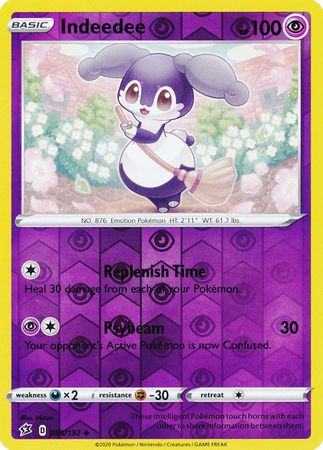 BASIC Indeedee HP100
NO. 876 Emotion Pokémon HT: 2'11" WT: 61.7 lbs.
Replenish Time
Heal 30 damage from each of your Pokémon.
Psybeam 30
Your opponent's Active Pokémon is now Confused.
weakness ×2 resistance -30 retreat
Illus. Mizue
D /192
These intelligent Pokémon touch horns with each
other to share information between them.
©2020 Pokémon / Nintendo / Creatures / GAME FREAK